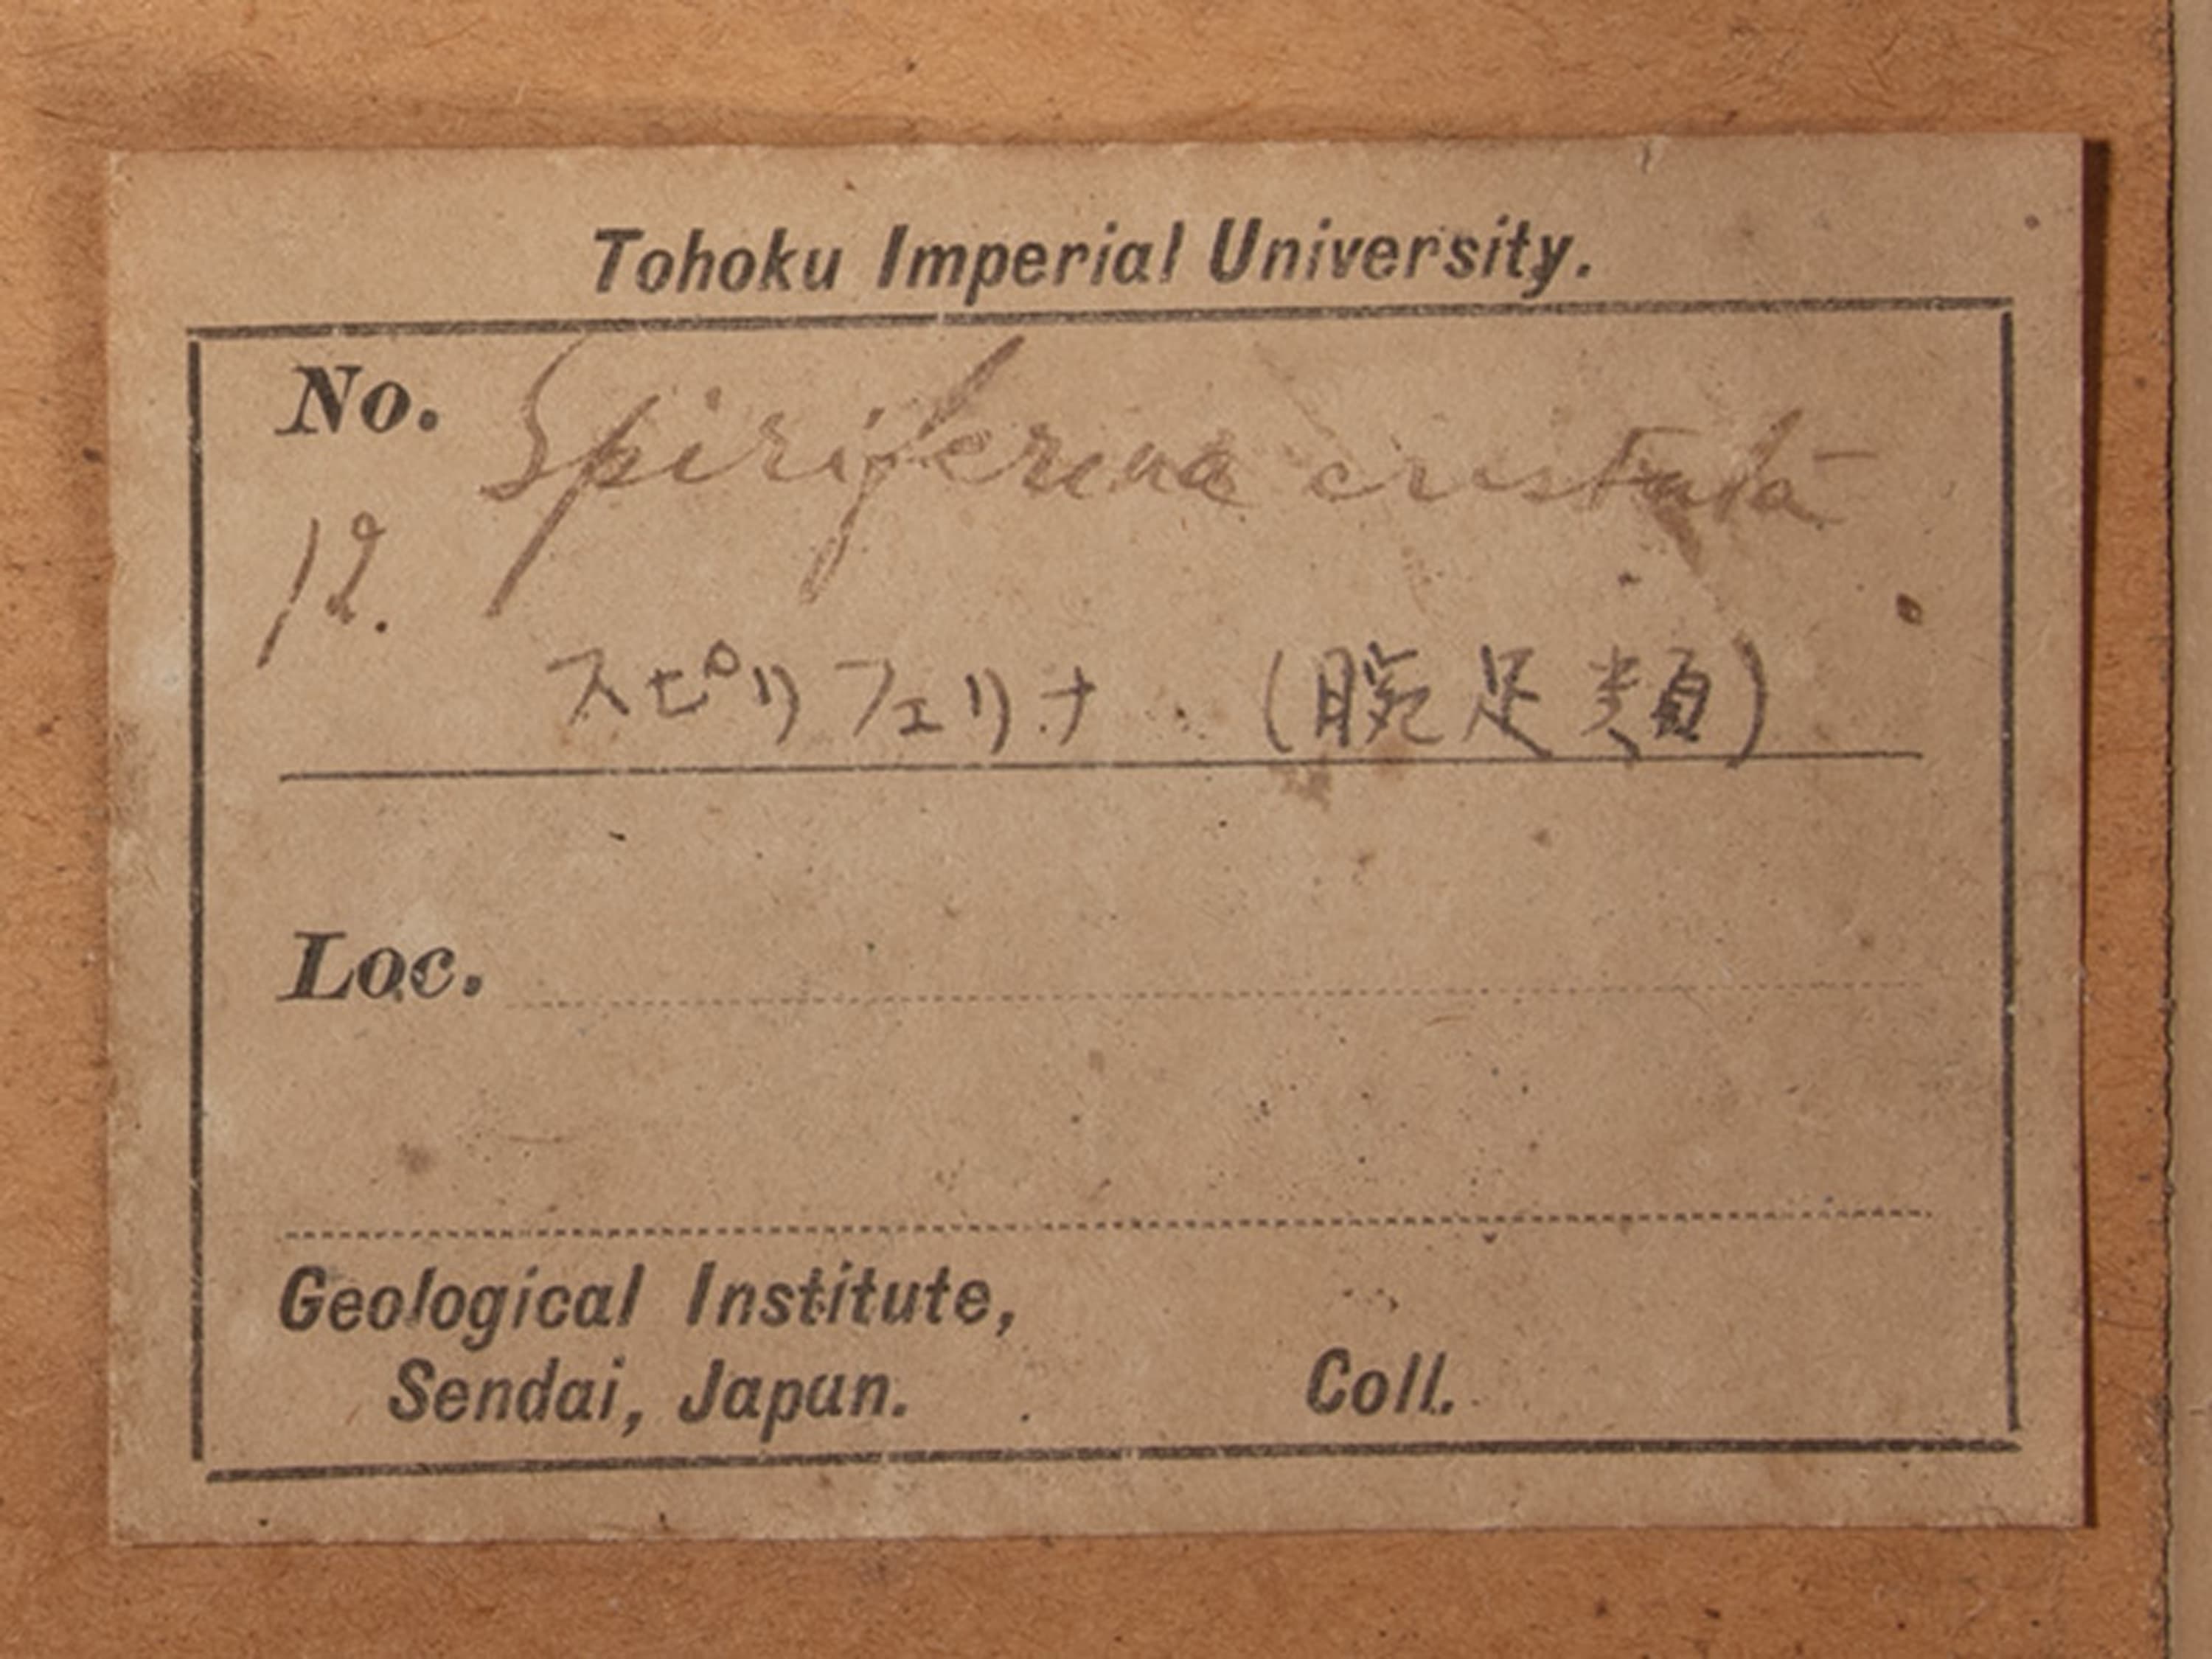 Tohoku Imperial University.
No. Spiriferina cristata
12.
スピリフェリナ (腕足類)
Loc.
Geological Institute,
Sendai, Japan. Coll.